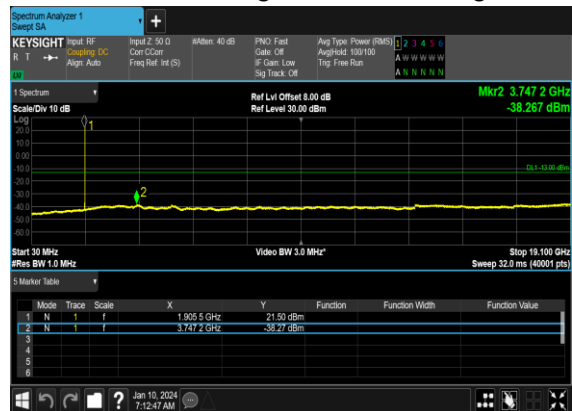 Spectrum Analyzer 1
Swept SA
KEYSIGHT Input: RF Input Z: 50 Ω #Atten: 40 dB PNO: Fast Avg Type: Power (RMS) 1 2 3 4 5 6
R T Coupling: DC Corr CCorr Gate: Off Avg|Hold: 100/100 A W W W W W
Align: Auto Freq Ref: Int (S) IF Gain: Low Trig: Free Run
Sig Track: Off A N N N N N
1 Spectrum Ref Lvl Offset 8.00 dB Mkr2 3.747 2 GHz
Scale/Div 10 dB Ref Level 30.00 dBm -38.267 dBm
Log
20.0
10.0
0.00
-10.0
-20.0
-30.0
-40.0
-50.0
-60.0
1
2
DL1 -13.00 dBm
Start 30 MHz Video BW 3.0 MHz* Stop 19.100 GHz
#Res BW 1.0 MHz Sweep 32.0 ms (40001 pts)
5 Marker Table
Mode Trace Scale X Y Function Function Width Function Value
1 N 1 f 1.905 5 GHz 21.50 dBm
2 N 1 f 3.747 2 GHz -38.27 dBm
3
4
5
6
? Jan 10, 2024
7:12:47 AM